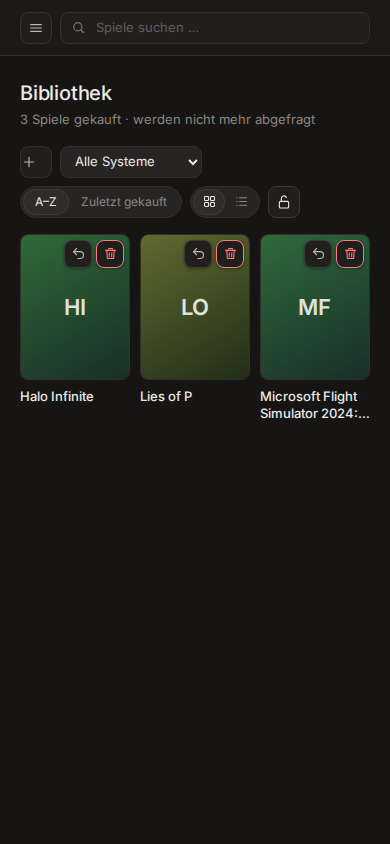 Spiele suchen ...
Bibliothek
3 Spiele gekauft · werden nicht mehr abgefragt
Alle Systeme
A–Z Zuletzt gekauft
HI LO MF
Halo Infinite Lies of P Microsoft Flight
Simulator 2024:...